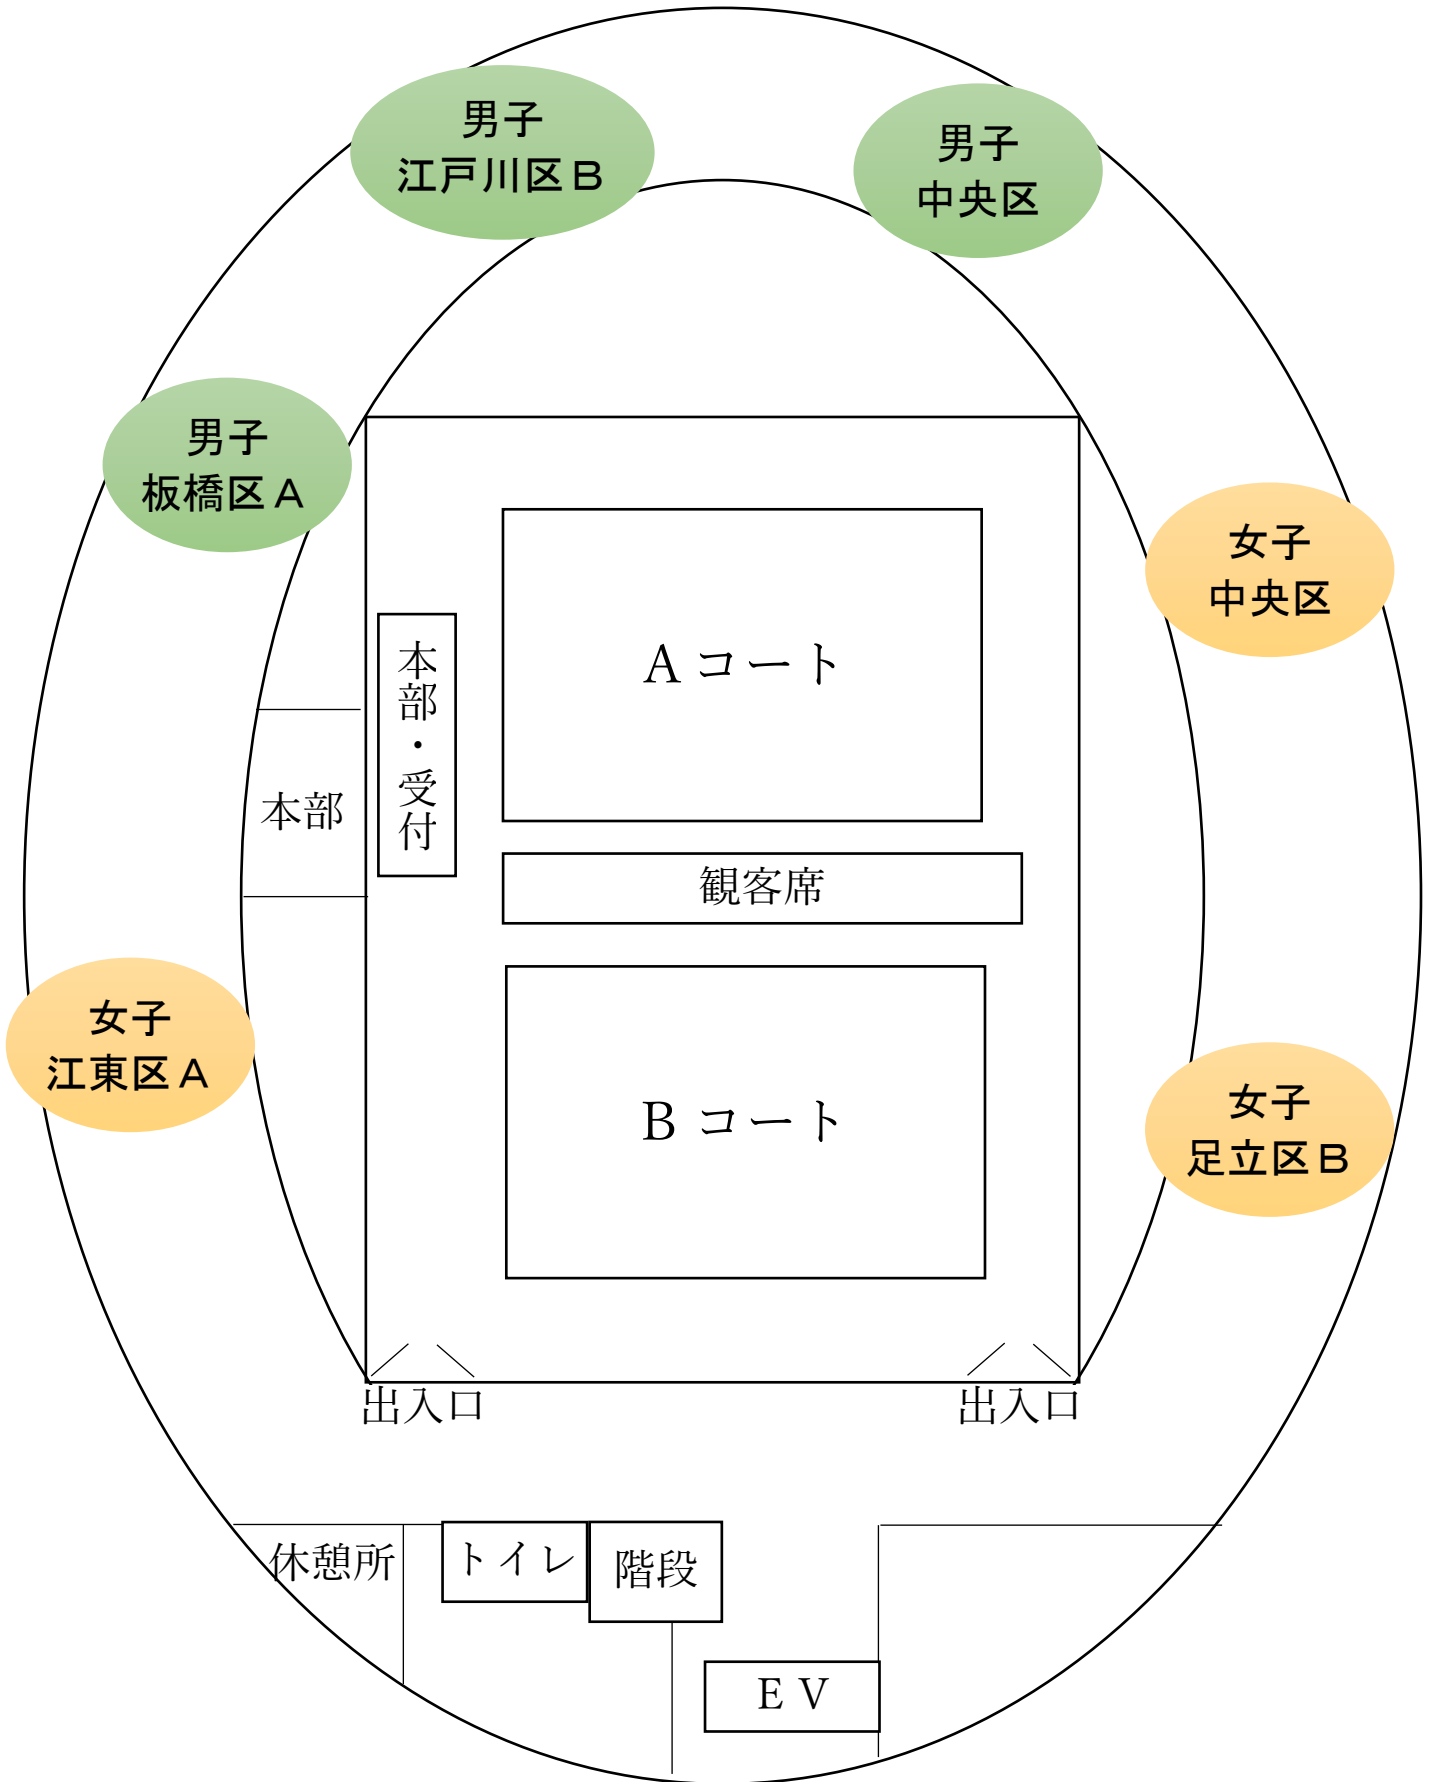 男子
江戸川区Ｂ
男子
中央区
男子
板橋区Ａ
女子
中央区
Ａコート
本部・受付
本部
観客席
女子
江東区Ａ
女子
足立区Ｂ
Ｂコート
出入口
出入口
休憩所
トイレ
階段
ＥＶ